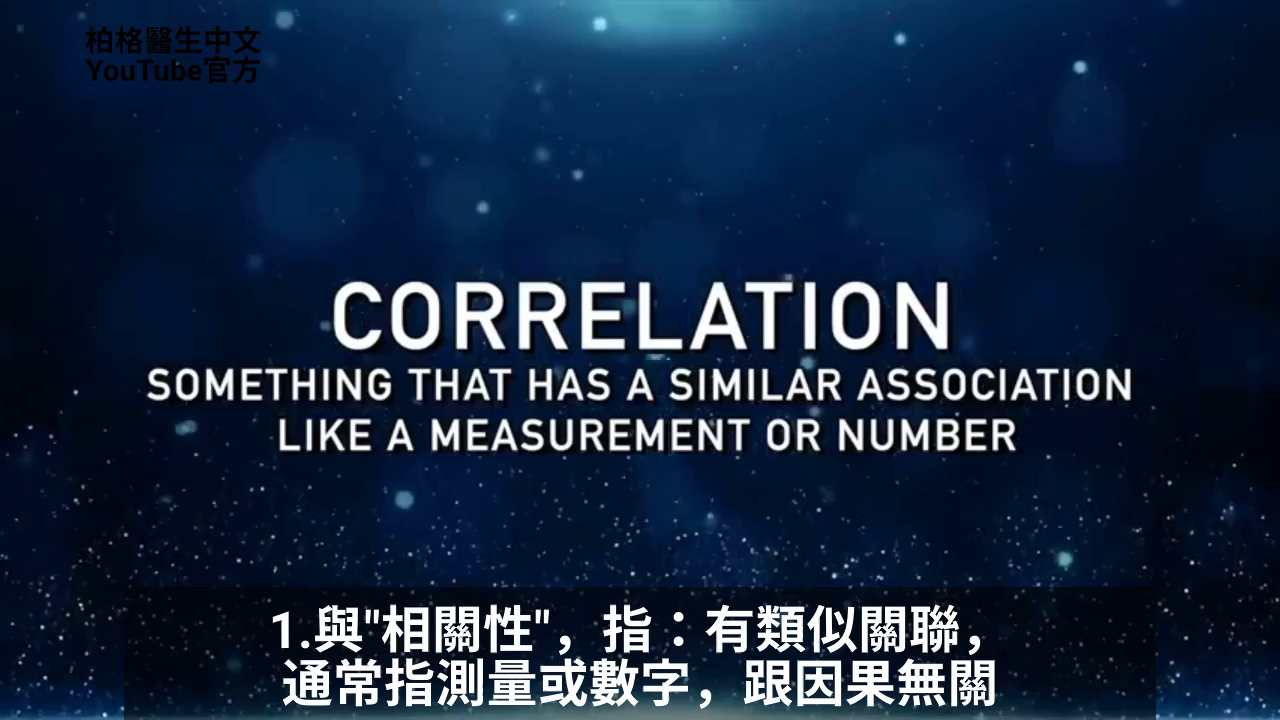 柏格醫生中文
YouTube官方
CORRELATION
SOMETHING THAT HAS A SIMILAR ASSOCIATION
LIKE A MEASUREMENT OR NUMBER
1.與"相關性"，指：有類似關聯，
通常指測量或數字，跟因果無關